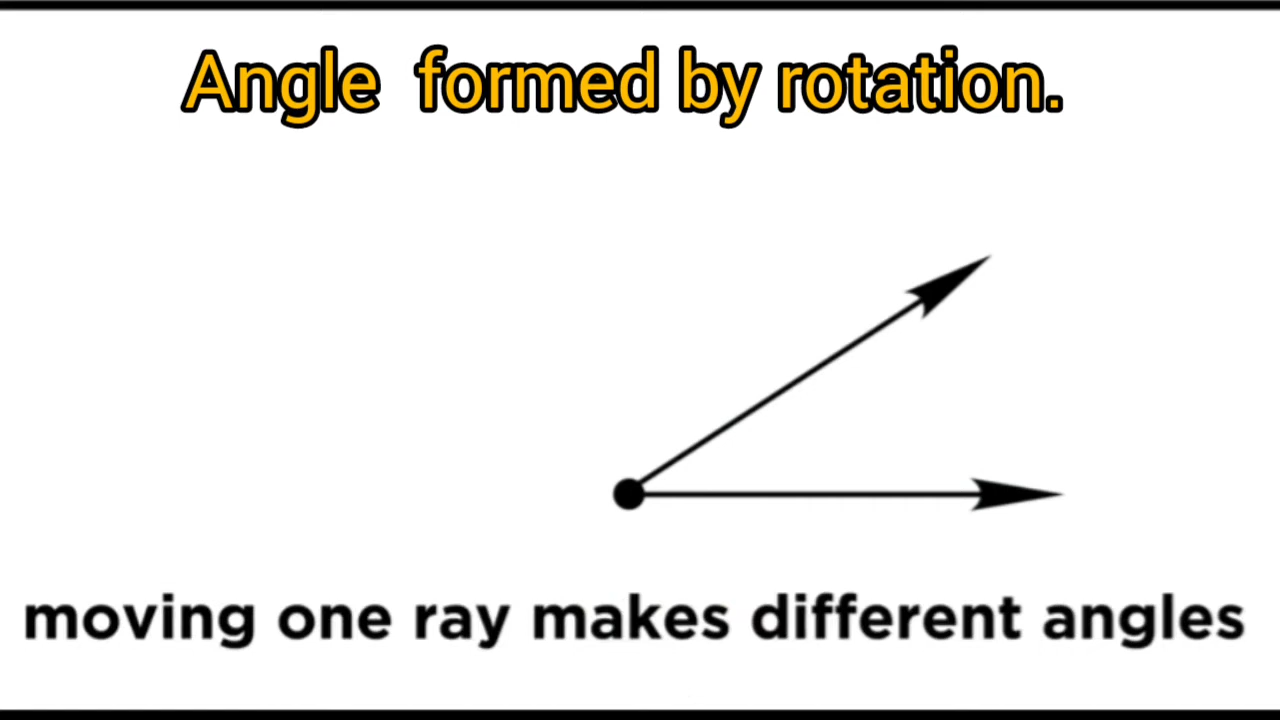 Angle formed by rotation.
moving one ray makes different angles